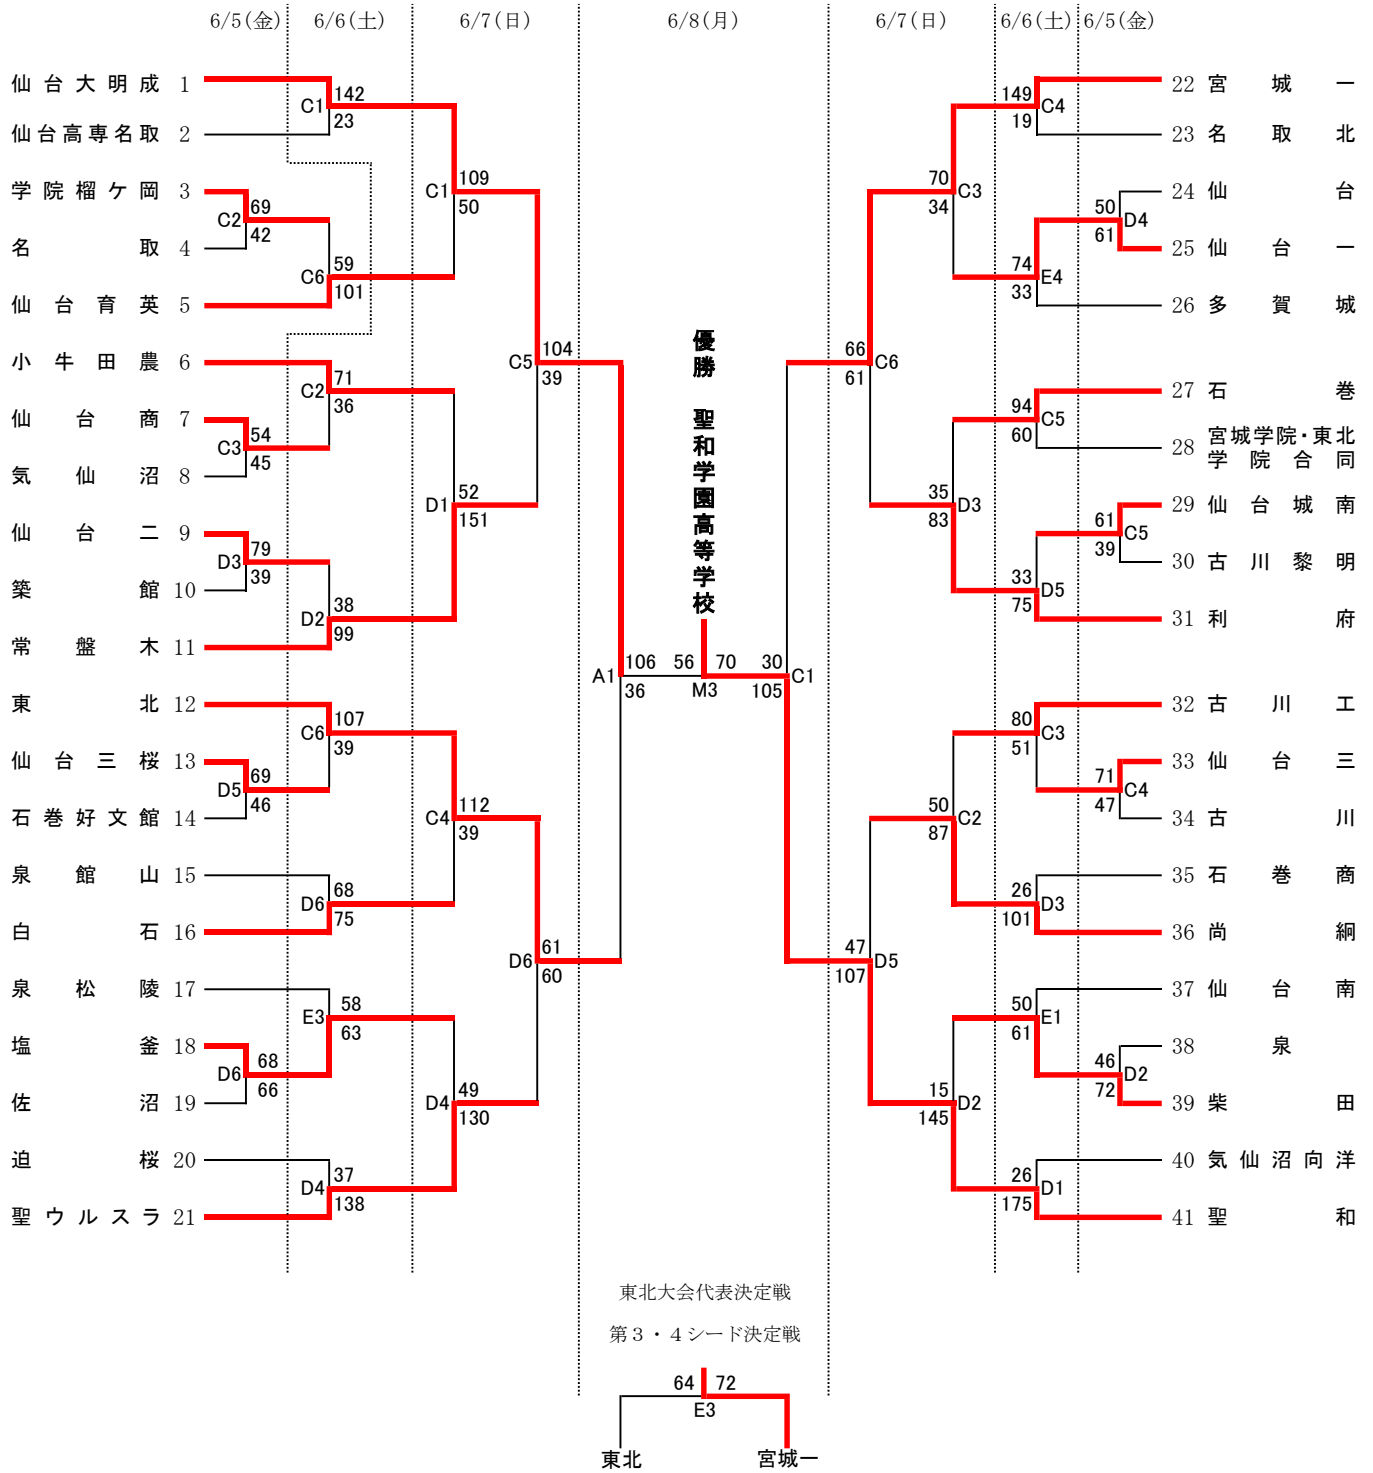 6/5(金) 6/6(土) 6/7(日) 6/8(月) 6/7(日) 6/6(土) 6/5(金)
仙台大明成 1
仙台高専名取 2
学院榴ケ岡 3
名取 4
仙台育英 5
小牛田農 6
仙台商 7
気仙沼 8
仙台二 9
築館 10
常盤木 11
東北 12
仙台三桜 13
石巻好文館 14
泉館山 15
白石 16
泉松陵 17
塩釜 18
佐沼 19
迫桜 20
聖ウルスラ 21
C2 69
42
C3 54
45
D3 79
39
D5 69
46
D6 68
66
C1 142
23
C6 59
101
C2 71
36
D2 38
99
C6 107
39
D6 68
75
E3 58
63
D4 37
138
C1 109
50
D1 52
151
C4 112
39
D4 49
130
C5 104
39
D6 61
60
A1 106
36
優勝 聖和学園高等学校
56 70
M3
30 C1
105
66 C6
61
47 D5
107
70 C3
34
35 D3
83
50 C2
87
15 D2
145
149 C4
19
74 E4
33
94 C5
60
33 D5
75
80 C3
51
26 D3
101
50 E1
61
26 D1
175
50 D4
61
61 C5
39
71 C4
47
46 D2
72
22 宮城一
23 名取北
24 仙台
25 仙台一
26 多賀城
27 石巻
28 宮城学院・東北
学院合同
29 仙台城南
30 古川黎明
31 利府
32 古川工
33 仙台三
34 古川
35 石巻商
36 尚絅
37 仙台南
38 泉
39 柴田
40 気仙沼向洋
41 聖和
東北大会代表決定戦
第3・4シード決定戦
64 72
E3
東北 宮城一